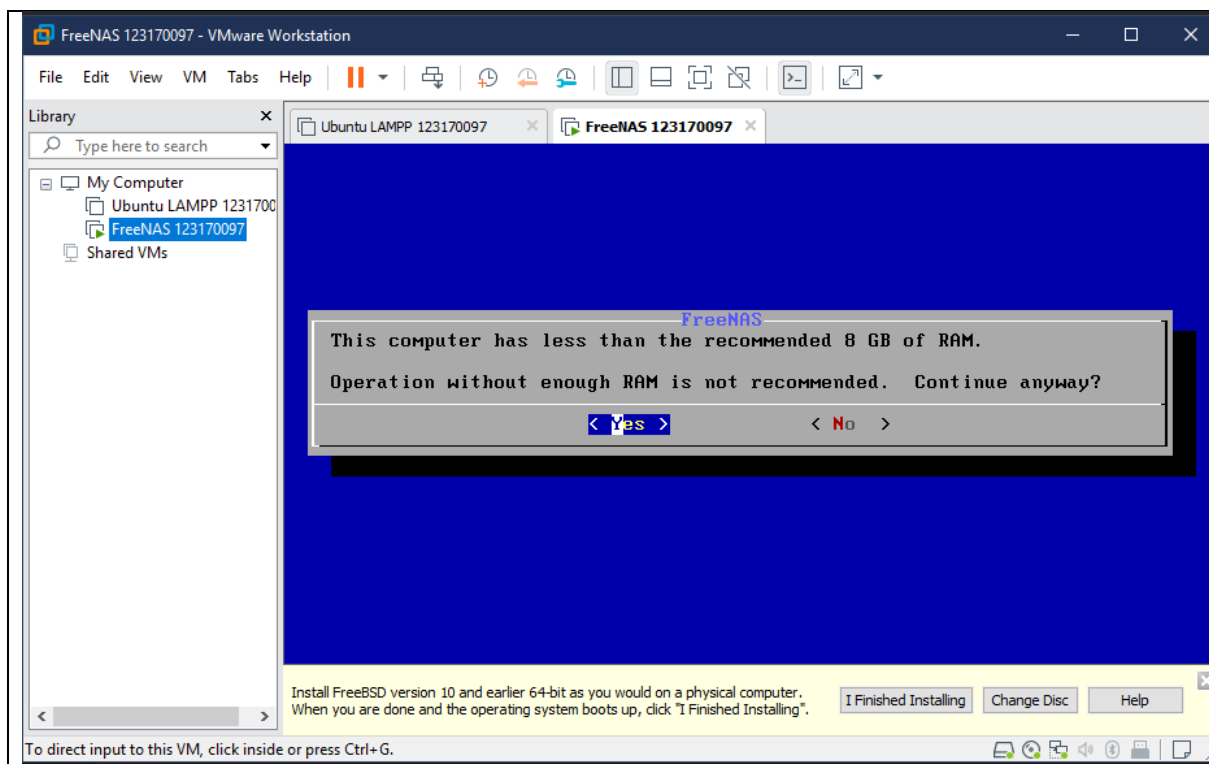 FreeNAS 123170097 - VMware Workstation
File Edit View VM Tabs Help
Library
Type here to search
My Computer
Ubuntu LAMPP 1231700
FreeNAS 123170097
Shared VMs
Ubuntu LAMPP 123170097
FreeNAS 123170097
FreeNAS
This computer has less than the recommended 8 GB of RAM.
Operation without enough RAM is not recommended. Continue anyway?
< Yes > < No >
Install FreeBSD version 10 and earlier 64-bit as you would on a physical computer.
When you are done and the operating system boots up, click "I Finished Installing".
I Finished Installing Change Disc Help
To direct input to this VM, click inside or press Ctrl+G.